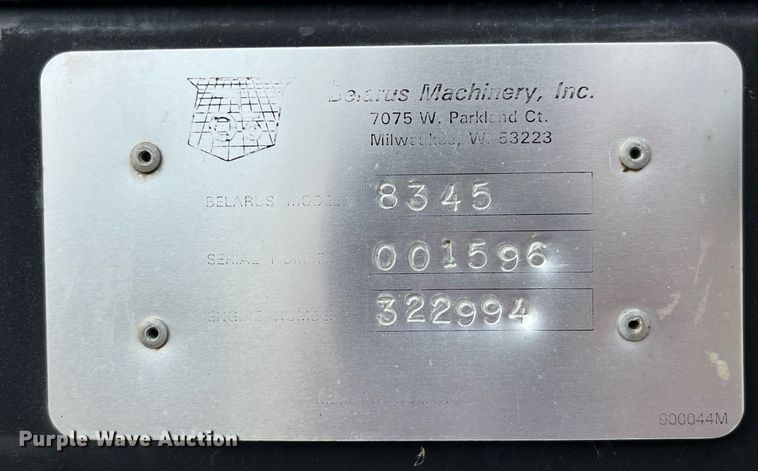 Belarus Machinery, Inc.
7075 W. Parkland Ct.
Milwaukee, W. 53223
BELARUS MODEL 8345
SERIAL NUMBER 001596
ENGINE NUMBER 322994
900044M
Purple Wave Auction